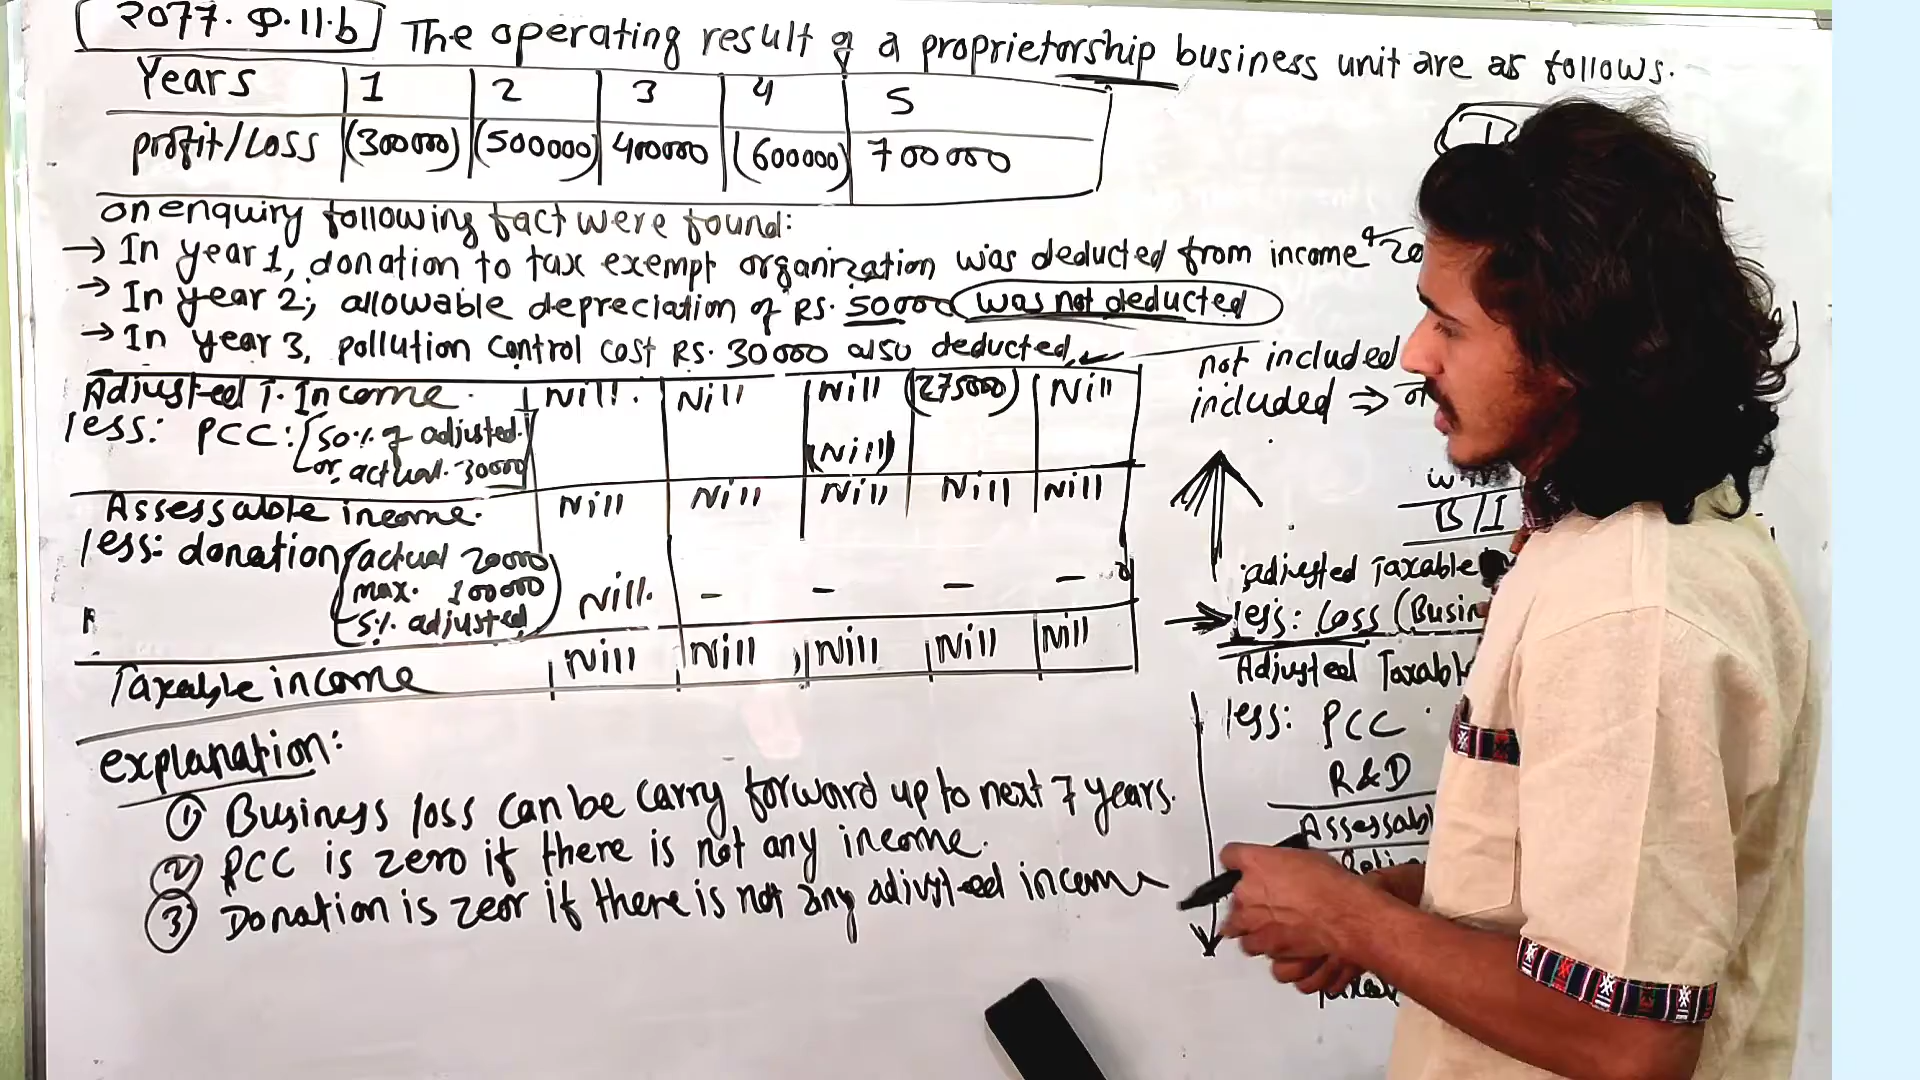 २०७७. Q.11.b The operating result of a proprietorship business unit are as follows.
Years 1 2 3 4 5
profit/Loss (300000) (500000) 400000 (600000) 700000
on enquiry following fact were found:
→ In year 1, donation to tax exempt organization was deducted from income
→ In year 2; allowable depreciation of Rs. 50000 was not deducted
→ In year 3, pollution control cost Rs. 30000 also deducted.
not included
included ⇒
Adjusted T. Income. Nill. Nill Nill (275000) Nill
less: PCC: 50% of adjusted.
or actual. 30000 (Nill)
Assessable income. Nill Nill Nill Nill Nill
less: donation actual 20000
max. 100000
5% adjusted Nill. - - - -
Taxable income Nill Nill Nill Nill Nill
explanation:
① Business loss can be carry forward up to next 7 years.
② PCC is zero if there is not any income.
③ Donation is zeor if there is not any adjusted income
B/I
adjusted Taxable
less: Loss (Busin
Adjusted Taxabl
less: PCC
R&D
Assessabl